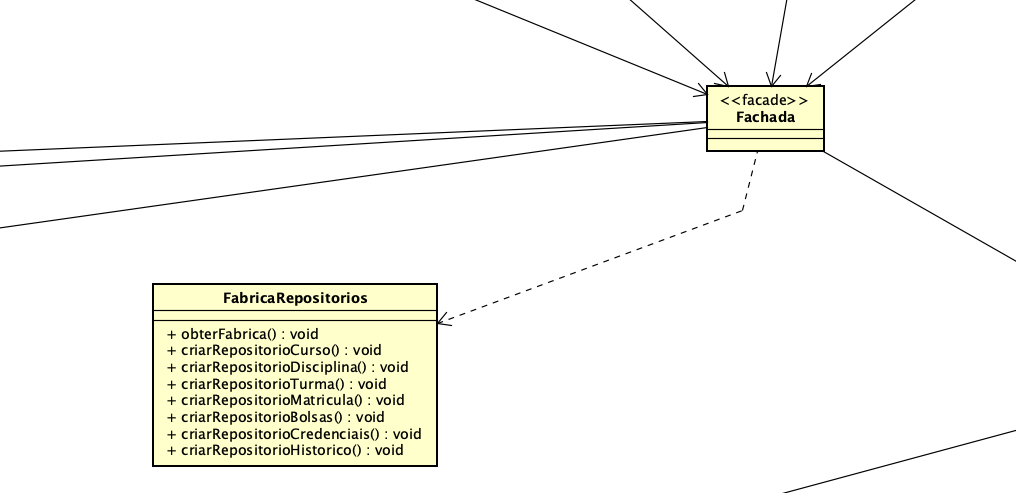 <<facade>>
Fachada
FabricaRepositorios
+ obterFabrica() : void
+ criarRepositorioCurso() : void
+ criarRepositorioDisciplina() : void
+ criarRepositorioTurma() : void
+ criarRepositorioMatricula() : void
+ criarRepositorioBolsas() : void
+ criarRepositorioCredenciais() : void
+ criarRepositorioHistorico() : void